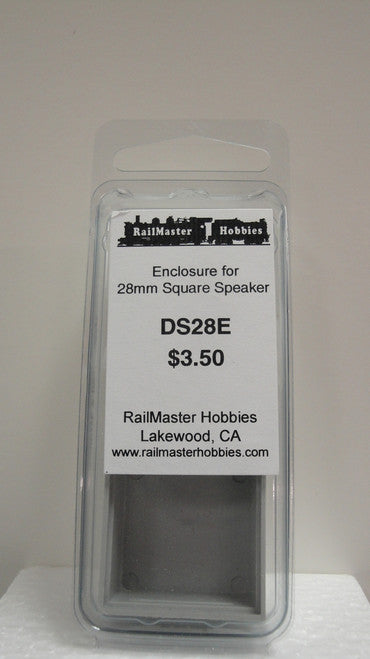 RailMaster Hobbies
Enclosure for
28mm Square Speaker
DS28E
$3.50
RailMaster Hobbies
Lakewood, CA
www.railmasterhobbies.com